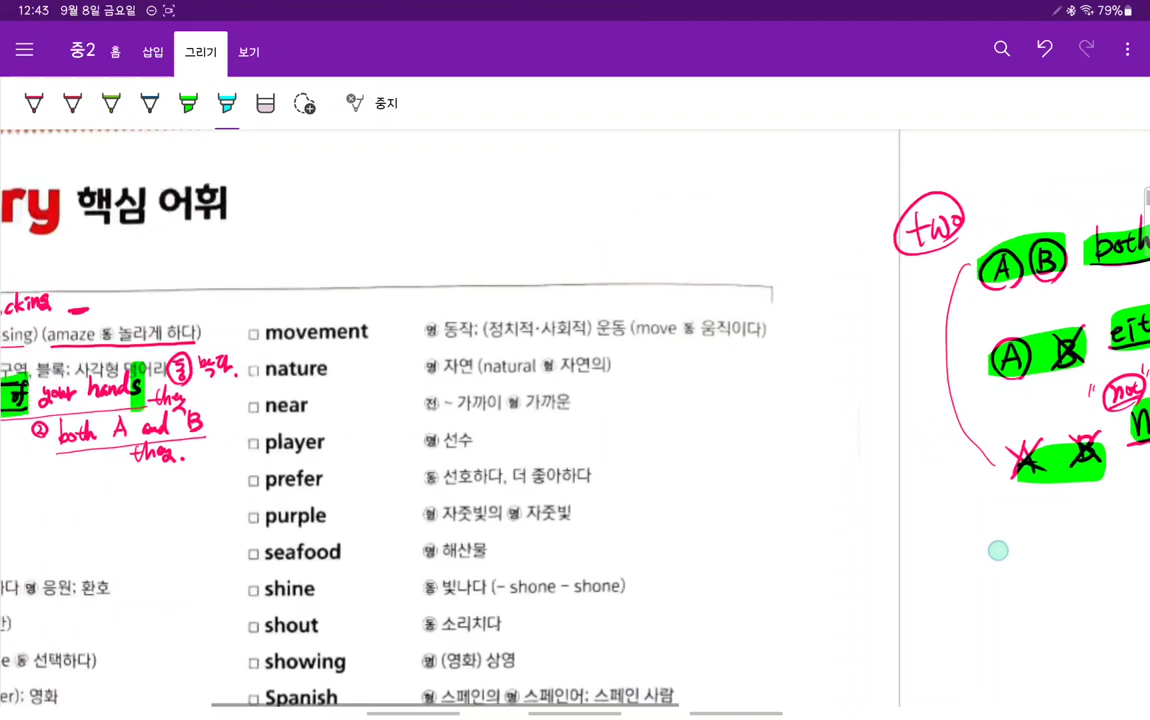 12:43 9월 8일 금요일 79%
중2 홈 삽입 그리기 보기
중지
ry 핵심 어휘
two
A B both
cking
sing) (amaze 동 놀라게 하다)
구역, 블록; 사각형 덩어리 동
of your hands they
② both A and B
they.
다 명 응원; 환호
e 동 선택하다)
er); 영화
□ movement 명 동작; (정치적·사회적) 운동 (move 동 움직이다)
□ nature 명 자연 (natural 형 자연의)
□ near 전 ~ 가까이 형 가까운
□ player 명 선수
□ prefer 동 선호하다, 더 좋아하다
□ purple 형 자줏빛의 명 자줏빛
□ seafood 명 해산물
□ shine 동 빛나다 (– shone – shone)
□ shout 동 소리치다
□ showing 명 (영화) 상영
□ Spanish 형 스페인의 명 스페인어; 스페인 사람
A B eit
"not"
A B n